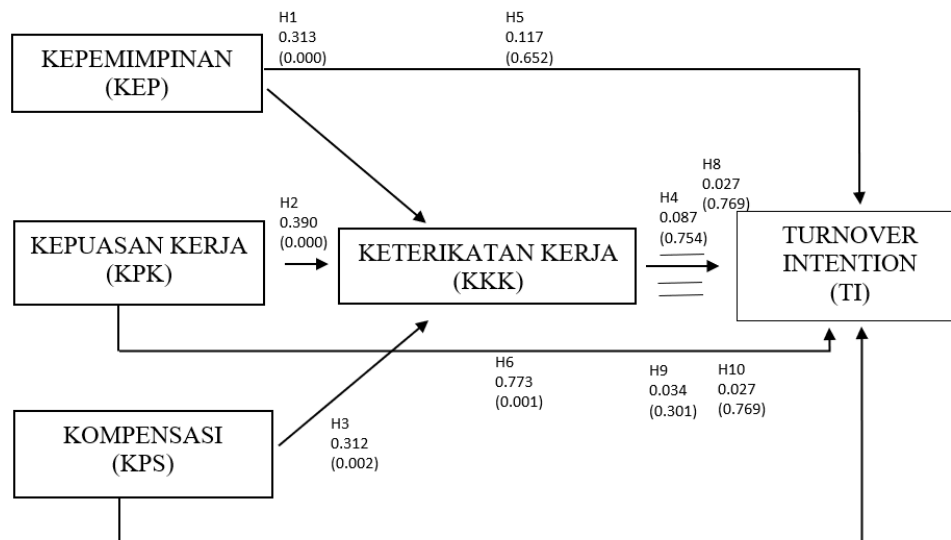 H1
0.313
(0.000)
H5
0.117
(0.652)
KEPEMIMPINAN
(KEP)
H2
0.390
(0.000)
H4
0.087
(0.754)
H8
0.027
(0.769)
KEPUASAN KERJA
(KPK)
KETERIKATAN KERJA
(KKK)
TURNOVER
INTENTION
(TI)
H6
0.773
(0.001)
H9
0.034
(0.301)
H10
0.027
(0.769)
H3
0.312
(0.002)
KOMPENSASI
(KPS)